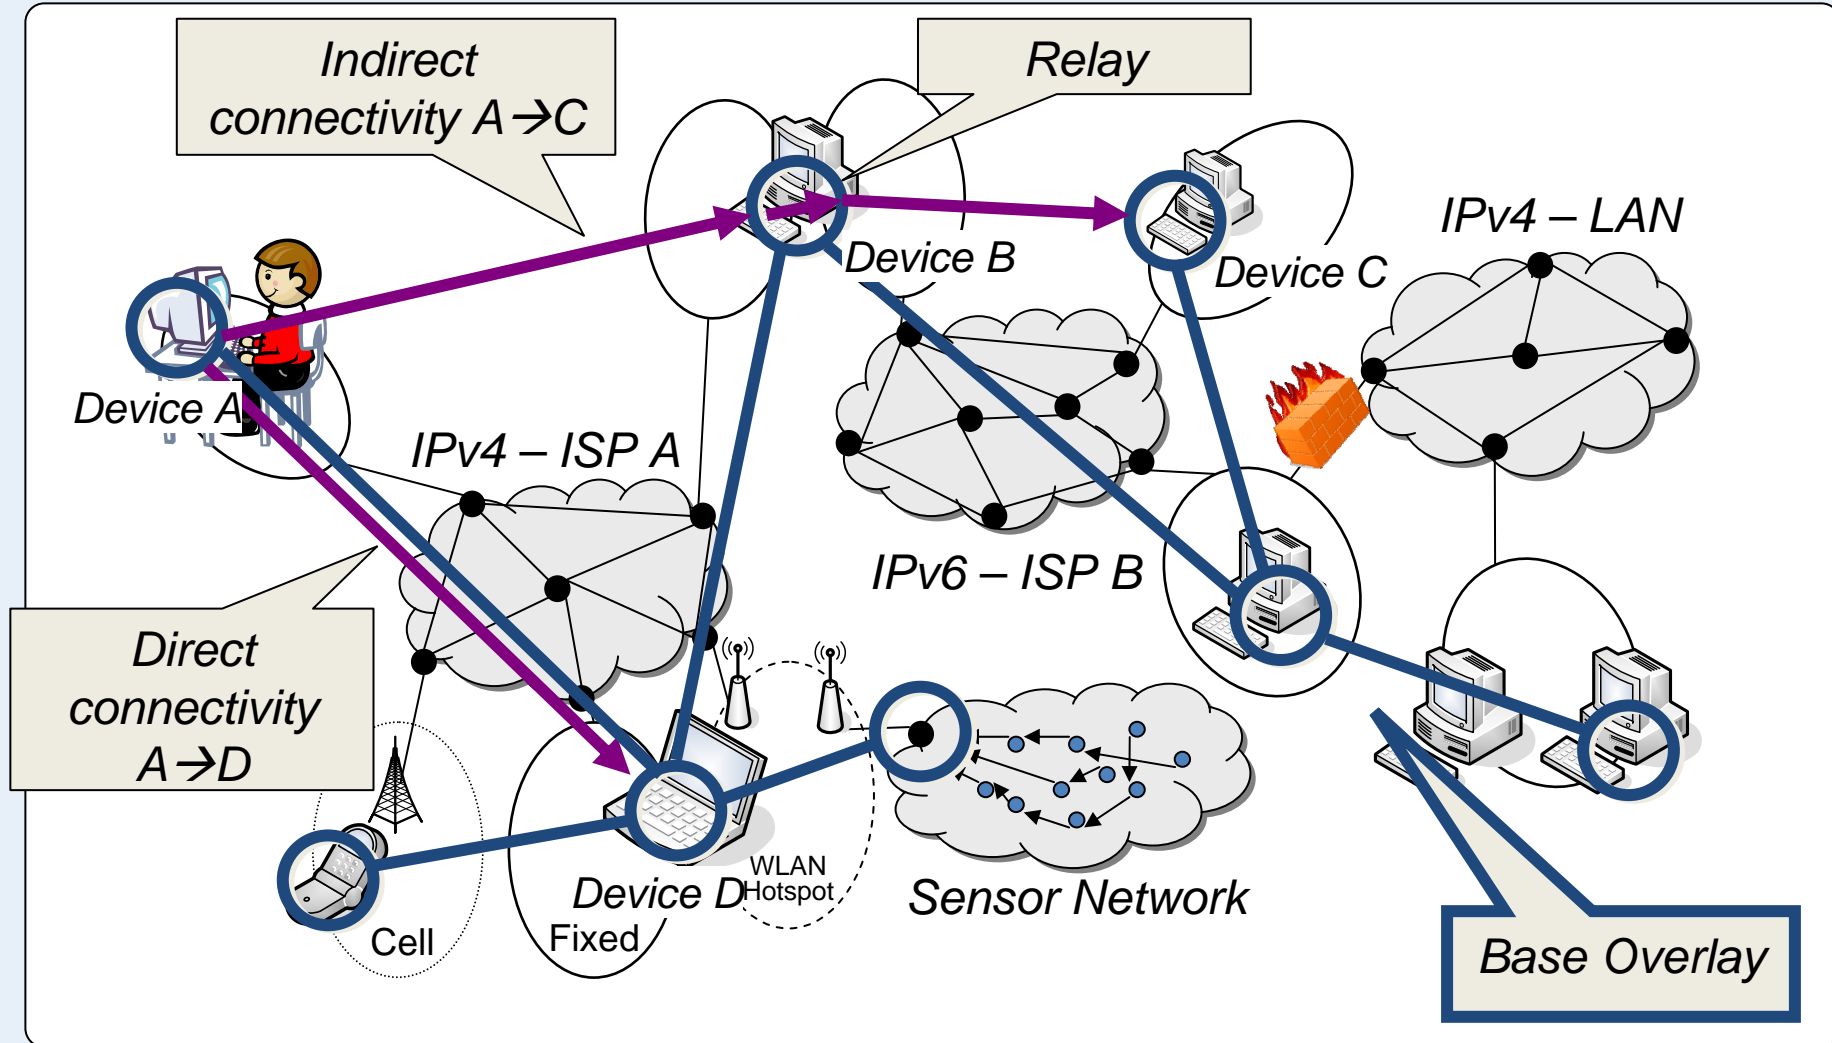 Indirect
connectivity A→C
Relay
IPv4 – LAN
Device B
Device C
Device A
IPv4 – ISP A
IPv6 – ISP B
Direct
connectivity
A→D
WLAN
Hotspot
Device D
Sensor Network
Cell
Fixed
Base Overlay